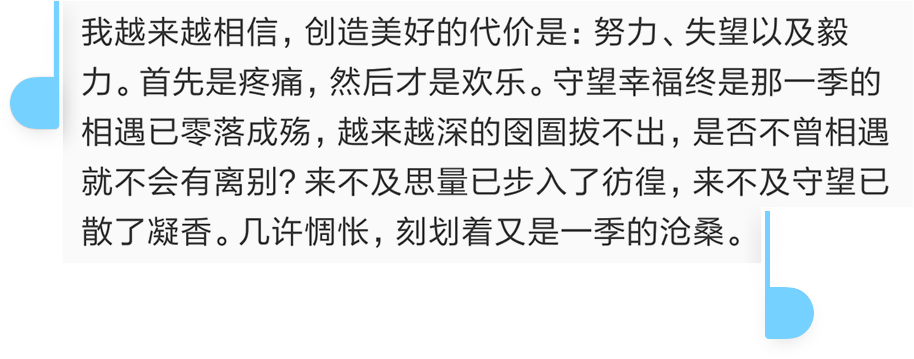 我越来越相信，创造美好的代价是：努力、失望以及毅
力。首先是疼痛，然后才是欢乐。守望幸福终是那一季的
相遇已零落成殇，越来越深的囹圄拔不出，是否不曾相遇
就不会有离别？来不及思量已步入了彷徨，来不及守望已
散了凝香。几许惆怅，刻划着又是一季的沧桑。